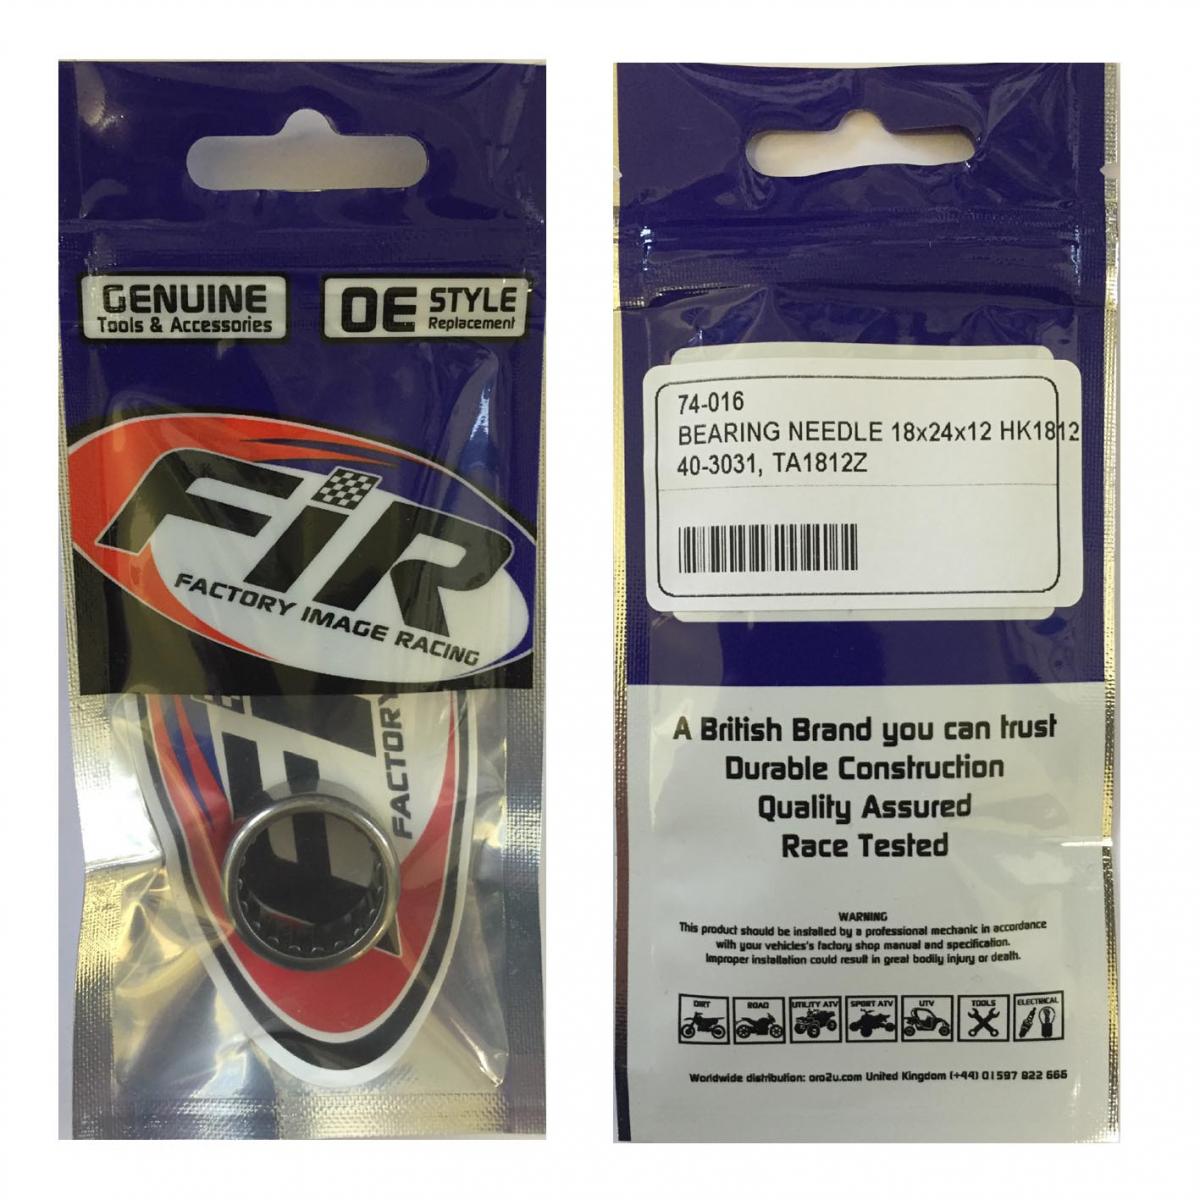 GENUINE
Tools & Accessories
OE STYLE
Replacement
FiR
FACTORY IMAGE RACING
FACTORY
74-016
BEARING NEEDLE 18x24x12 HK1812
40-3031, TA1812Z
A British Brand you can trust
Durable Construction
Quality Assured
Race Tested
WARNING
This product should be installed by a professional mechanic in accordance
with your vehicles's factory shop manual and specification.
Improper installation could result in great bodily injury or death.
DIRT ROAD UTILITY ATV SPORT ATV UTV TOOLS ELECTRICAL
Worldwide distribution: oro2u.com United Kingdom (+44) 01597 822 666